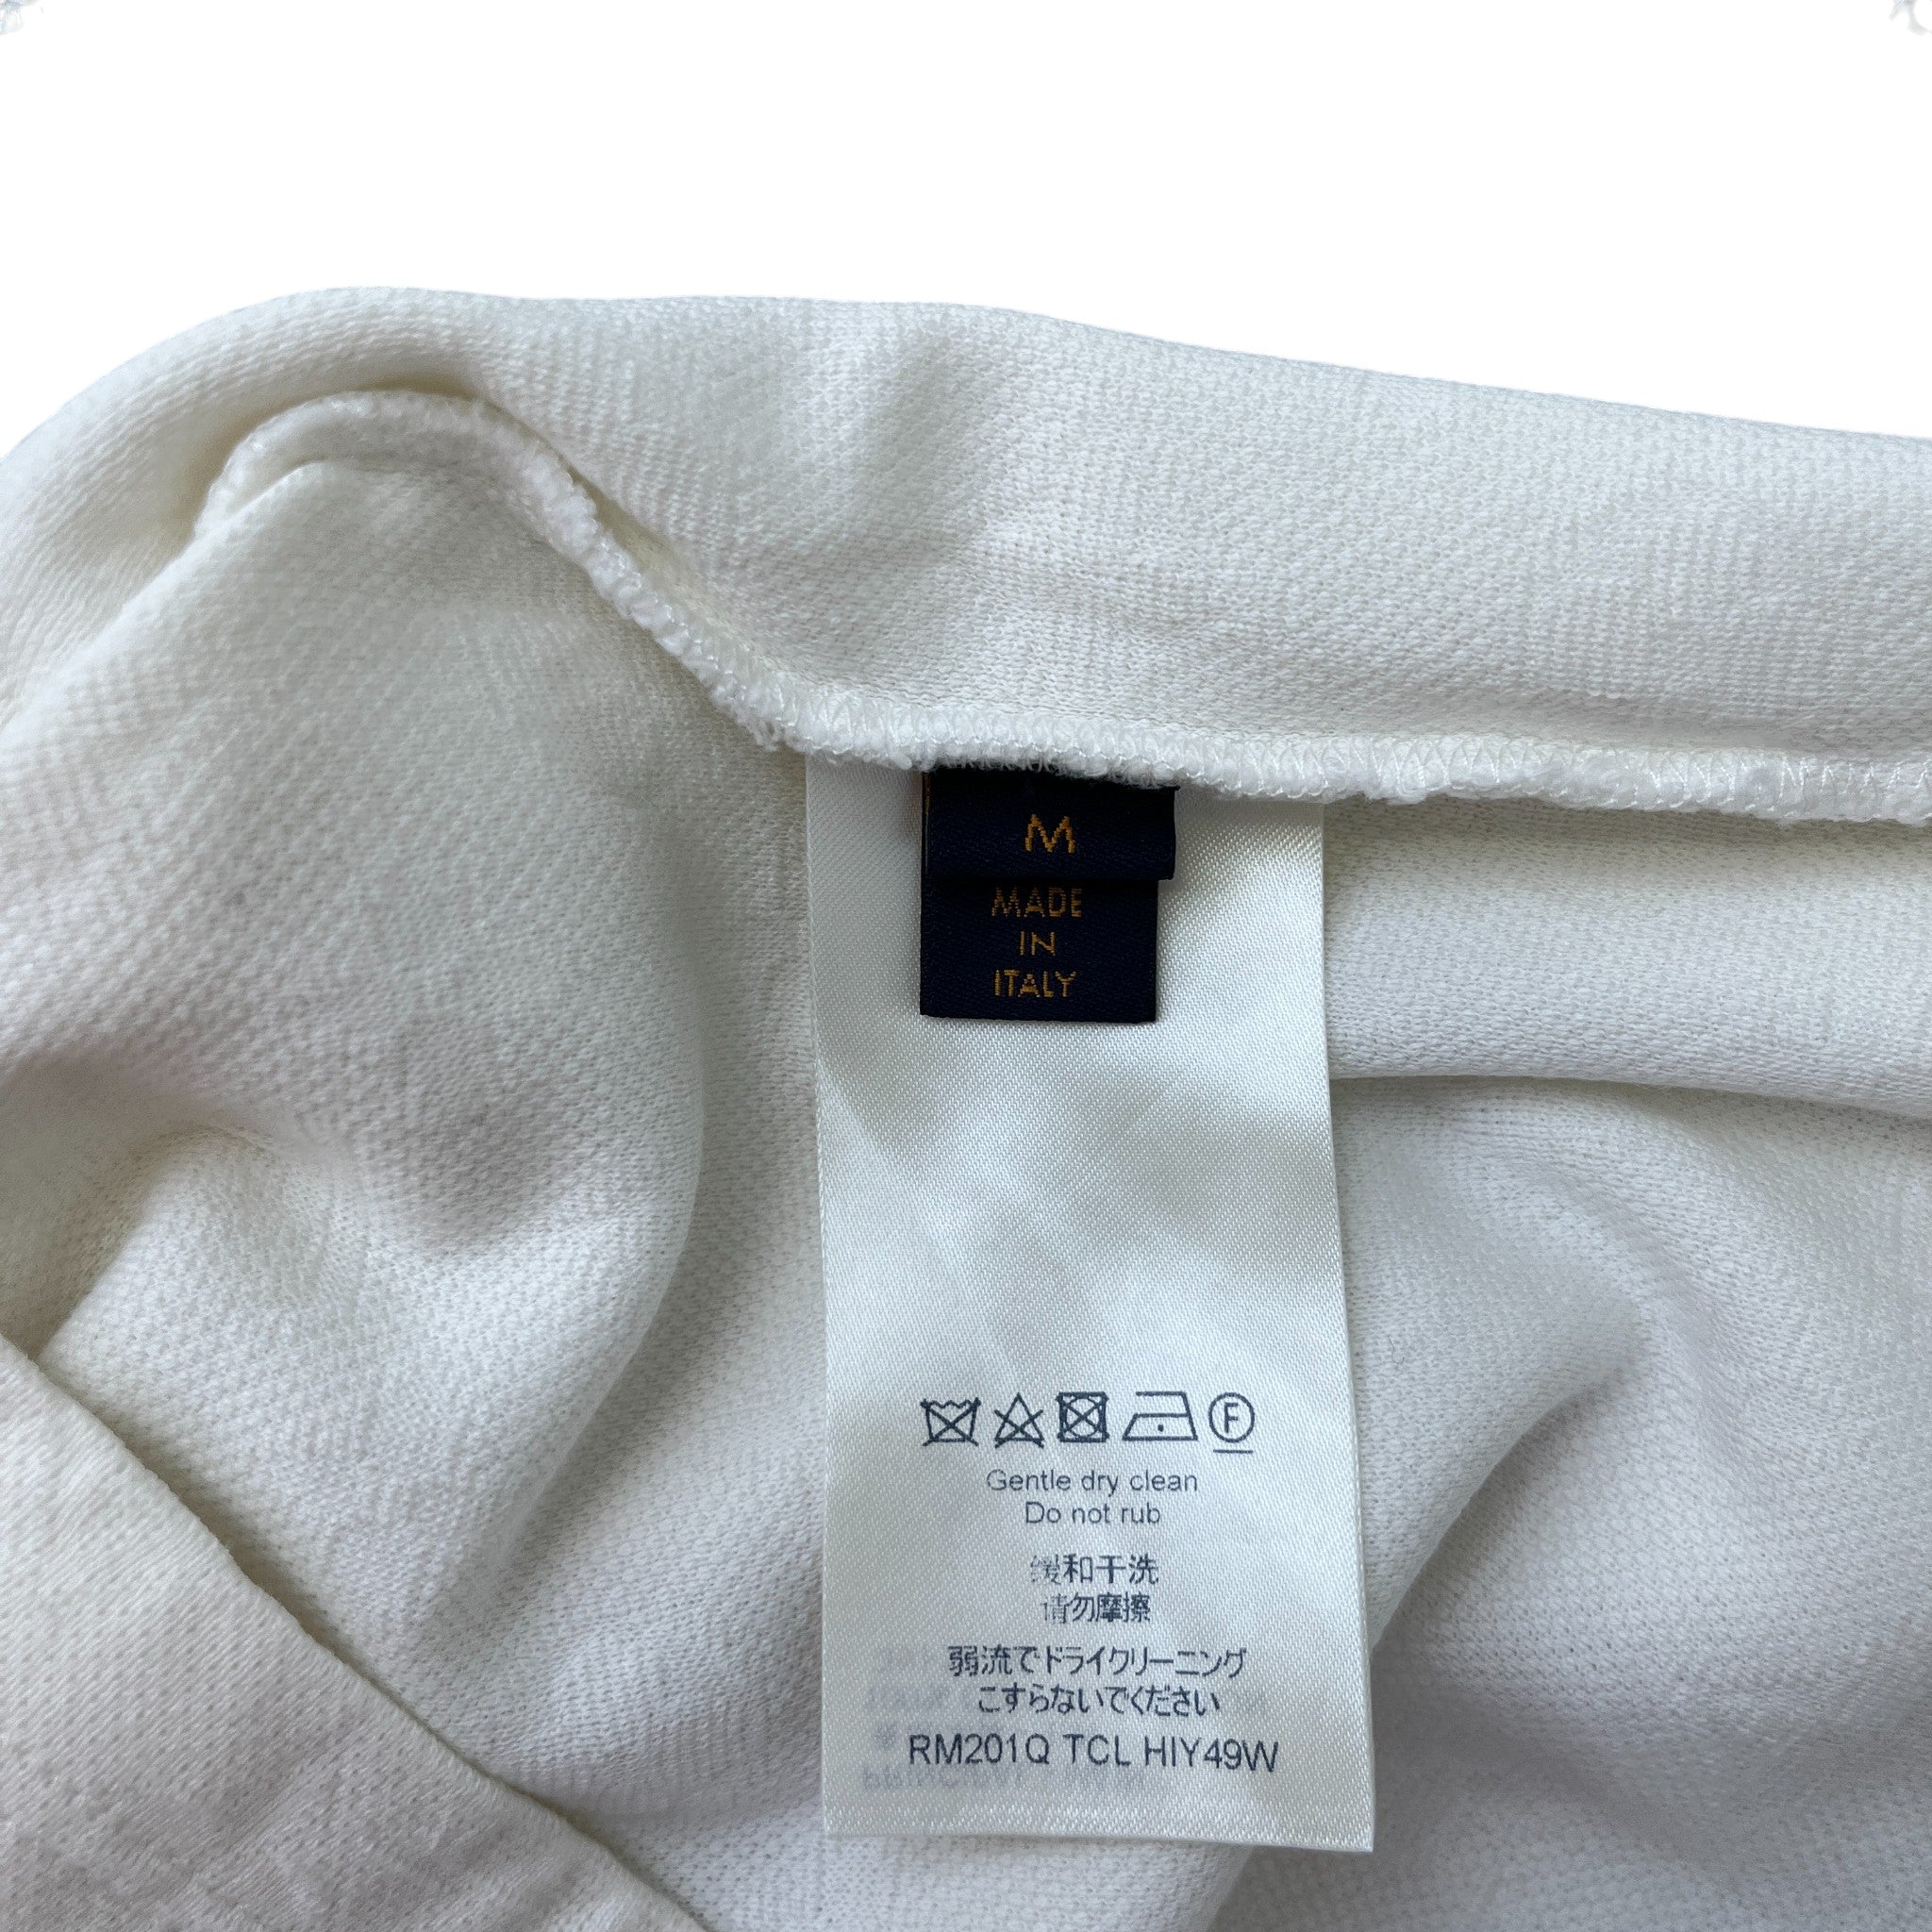 M
MADE
IN
ITALY
F
Gentle dry clean
Do not rub
缓和干洗
请勿摩擦
弱流でドライクリーニング
こすらないでください
RM201Q TCL HIY49W